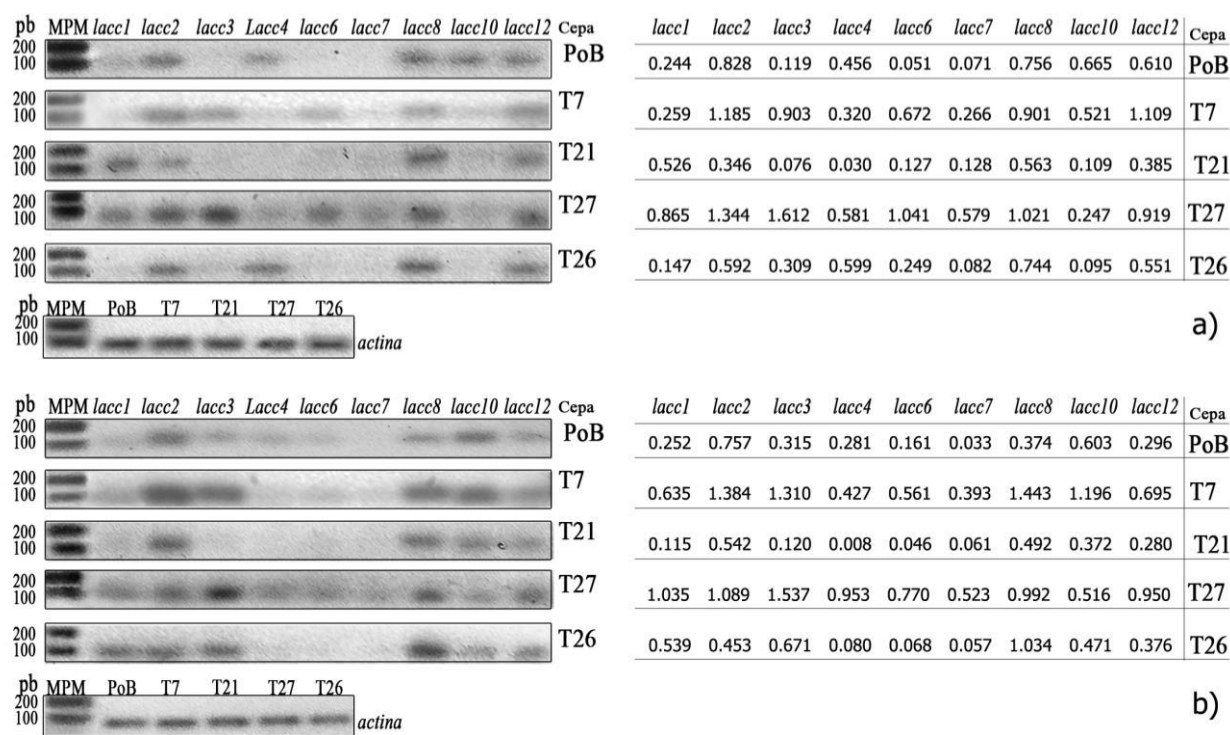 pb MPM lacc1 lacc2 lacc3 Lacc4 lacc6 lacc7 lacc8 lacc10 lacc12 Cepa
200
100
PoB
200
100
T7
200
100
T21
200
100
T27
200
100
T26
pb MPM PoB T7 T21 T27 T26
200
100
actina
lacc1 lacc2 lacc3 lacc4 lacc6 lacc7 lacc8 lacc10 lacc12 Cepa
0.244 0.828 0.119 0.456 0.051 0.071 0.756 0.665 0.610 PoB
0.259 1.185 0.903 0.320 0.672 0.266 0.901 0.521 1.109 T7
0.526 0.346 0.076 0.030 0.127 0.128 0.563 0.109 0.385 T21
0.865 1.344 1.612 0.581 1.041 0.579 1.021 0.247 0.919 T27
0.147 0.592 0.309 0.599 0.249 0.082 0.744 0.095 0.551 T26
a)
pb MPM lacc1 lacc2 lacc3 Lacc4 lacc6 lacc7 lacc8 lacc10 lacc12 Cepa
200
100
PoB
200
100
T7
200
100
T21
200
100
T27
200
100
T26
pb MPM PoB T7 T21 T27 T26
200
100
actina
lacc1 lacc2 lacc3 lacc4 lacc6 lacc7 lacc8 lacc10 lacc12 Cepa
0.252 0.757 0.315 0.281 0.161 0.033 0.374 0.603 0.296 PoB
0.635 1.384 1.310 0.427 0.561 0.393 1.443 1.196 0.695 T7
0.115 0.542 0.120 0.008 0.046 0.061 0.492 0.372 0.280 T21
1.035 1.089 1.537 0.953 0.770 0.523 0.992 0.516 0.950 T27
0.539 0.453 0.671 0.080 0.068 0.057 1.034 0.471 0.376 T26
b)